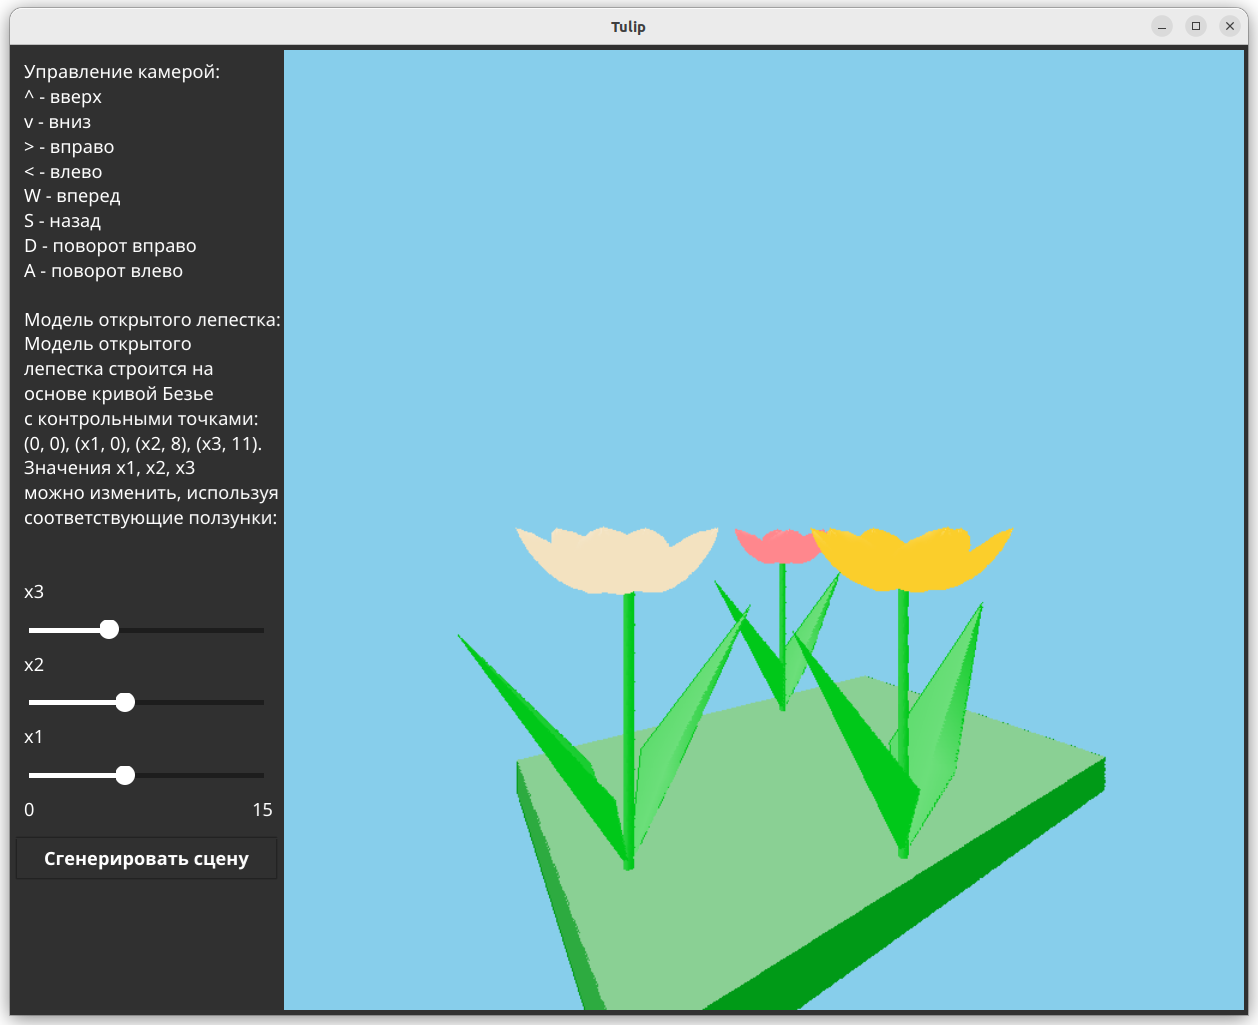 Tulip
Управление камерой:
^ - вверх
v - вниз
> - вправо
< - влево
W - вперед
S - назад
D - поворот вправо
A - поворот влево
Модель открытого лепестка:
Модель открытого
лепестка строится на
основе кривой Безье
с контрольными точками:
(0, 0), (x1, 0), (x2, 8), (x3, 11).
Значения x1, x2, x3
можно изменить, используя
соответствующие ползунки:
x3
x2
x1
0 15
Сгенерировать сцену